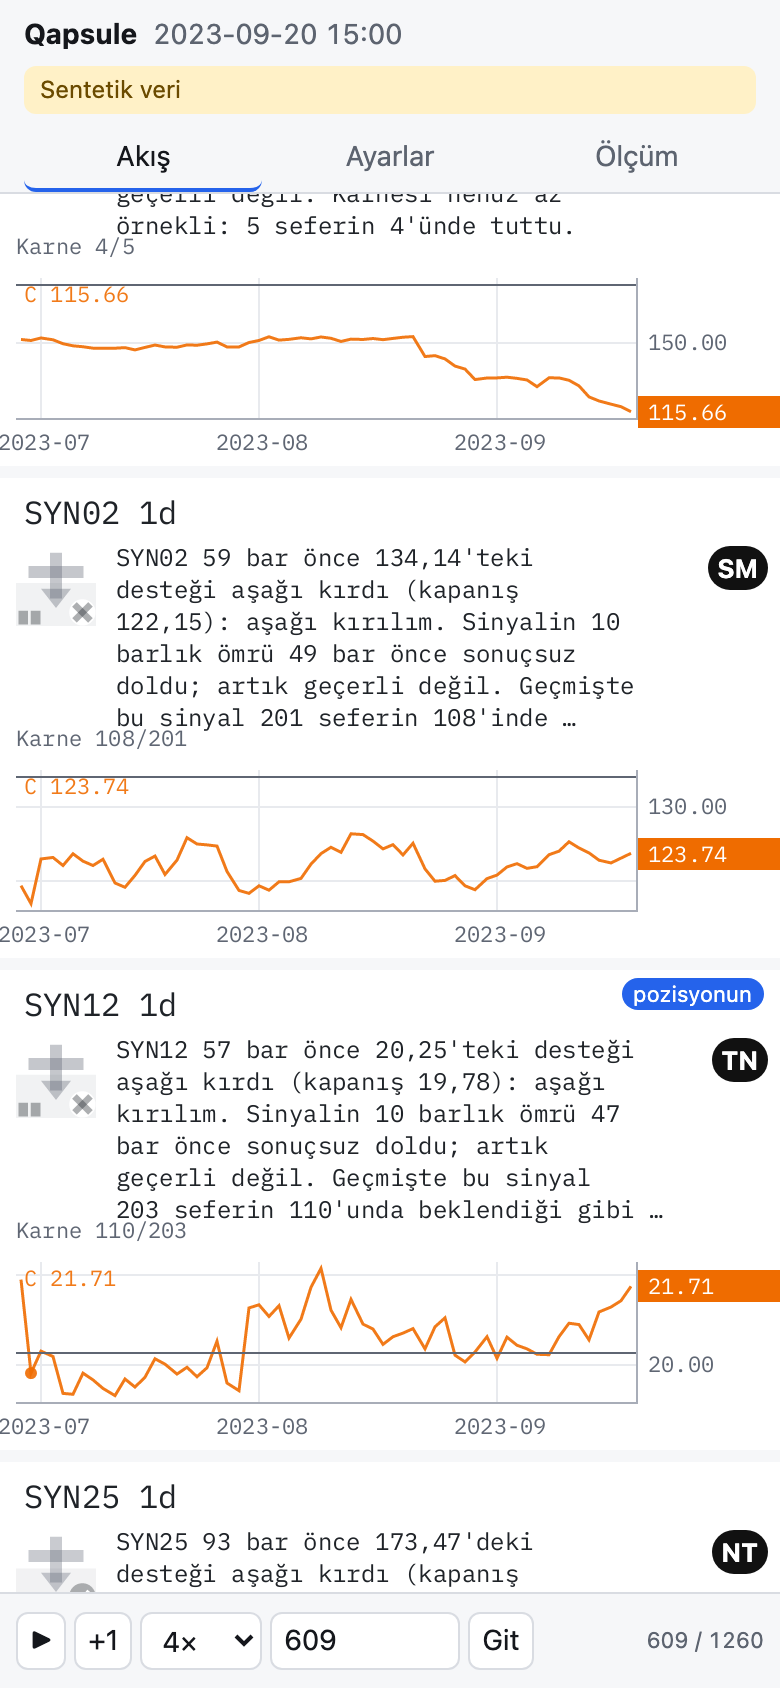 Qapsule 2023-09-20 15:00
Sentetik veri
Akış Ayarlar Ölçüm
geçerli değil. Karnesi henüz az
örnekli: 5 seferin 4'ünde tuttu.
Karne 4/5
C 115.66
150.00
115.66
2023-07 2023-08 2023-09
SYN02 1d
SYN02 59 bar önce 134,14'teki
desteği aşağı kırdı (kapanış
122,15): aşağı kırılım. Sinyalin 10
barlık ömrü 49 bar önce sonuçsuz
doldu; artık geçerli değil. Geçmişte
bu sinyal 201 seferin 108'inde …
SM
Karne 108/201
C 123.74
130.00
123.74
2023-07 2023-08 2023-09
SYN12 1d
pozisyonun
SYN12 57 bar önce 20,25'teki desteği
aşağı kırdı (kapanış 19,78): aşağı
kırılım. Sinyalin 10 barlık ömrü 47
bar önce sonuçsuz doldu; artık
geçerli değil. Geçmişte bu sinyal
203 seferin 110'unda beklendiği gibi …
TN
Karne 110/203
C 21.71
21.71
20.00
2023-07 2023-08 2023-09
SYN25 1d
SYN25 93 bar önce 173,47'deki
desteği aşağı kırdı (kapanış
NT
+1 4× 609 Git 609 / 1260